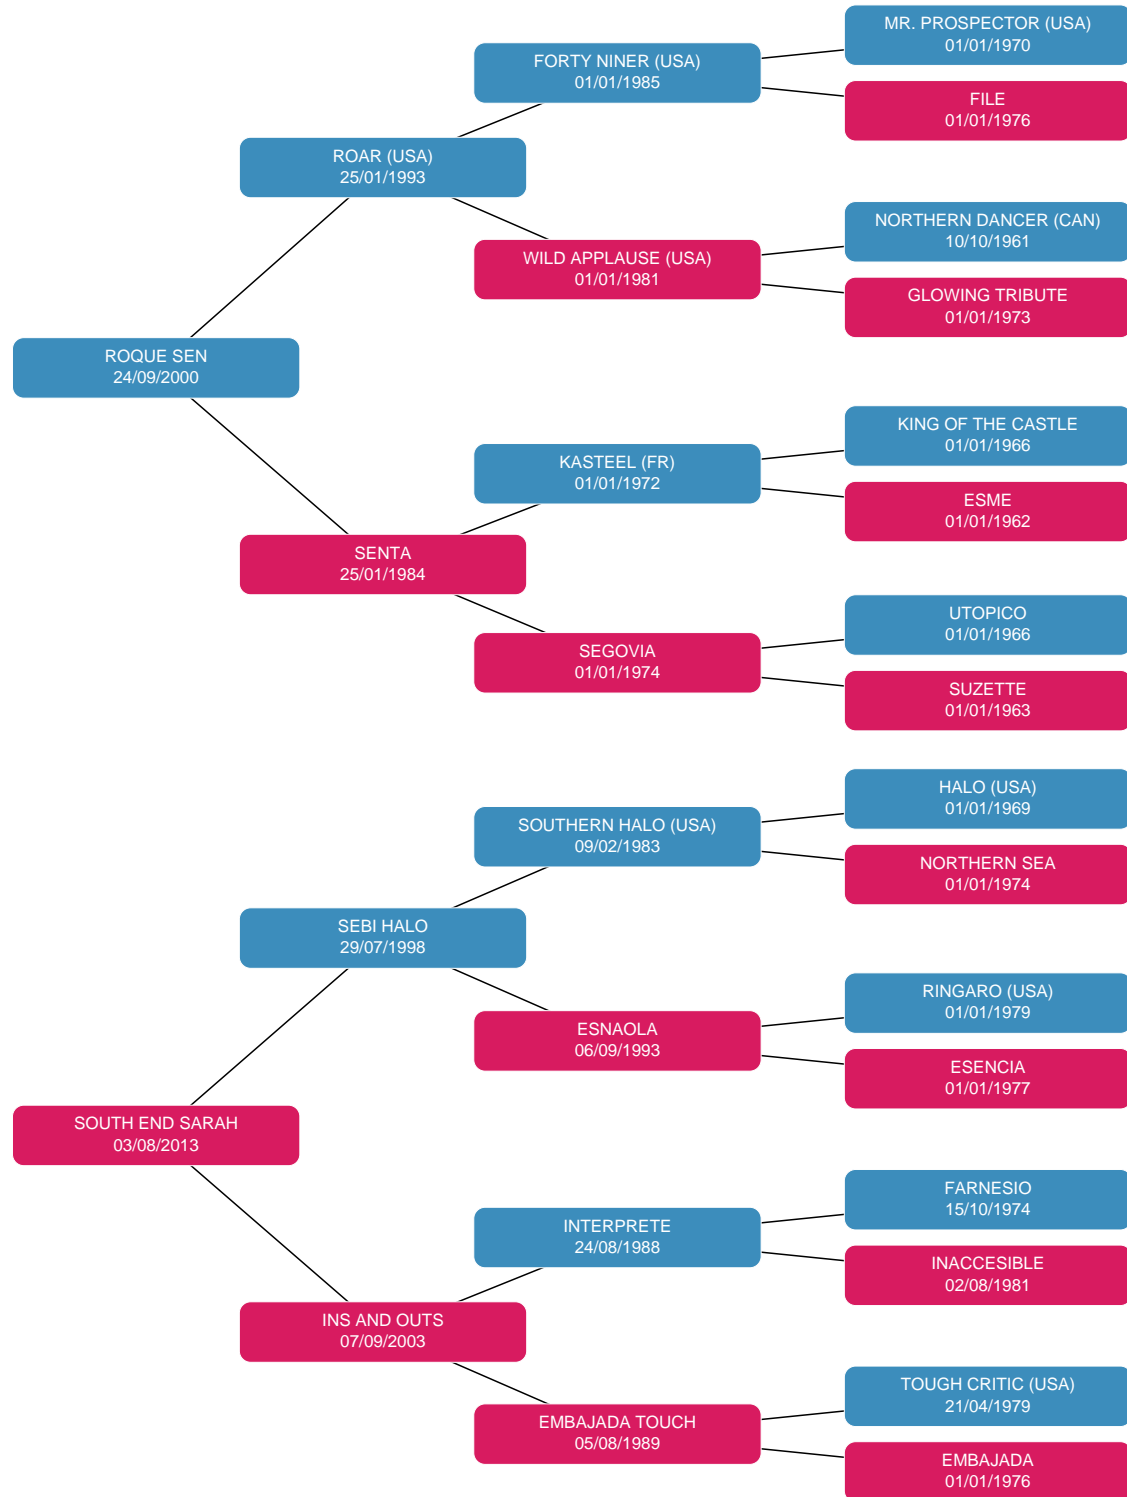 MR. PROSPECTOR (USA)
01/01/1970
FORTY NINER (USA)
01/01/1985
FILE
01/01/1976
ROAR (USA)
25/01/1993
NORTHERN DANCER (CAN)
10/10/1961
WILD APPLAUSE (USA)
01/01/1981
GLOWING TRIBUTE
01/01/1973
ROQUE SEN
24/09/2000
KING OF THE CASTLE
01/01/1966
KASTEEL (FR)
01/01/1972
ESME
01/01/1962
SENTA
25/01/1984
UTOPICO
01/01/1966
SEGOVIA
01/01/1974
SUZETTE
01/01/1963
HALO (USA)
01/01/1969
SOUTHERN HALO (USA)
09/02/1983
NORTHERN SEA
01/01/1974
SEBI HALO
29/07/1998
RINGARO (USA)
01/01/1979
ESNAOLA
06/09/1993
ESENCIA
01/01/1977
SOUTH END SARAH
03/08/2013
FARNESIO
15/10/1974
INTERPRETE
24/08/1988
INACCESIBLE
02/08/1981
INS AND OUTS
07/09/2003
TOUGH CRITIC (USA)
21/04/1979
EMBAJADA TOUCH
05/08/1989
EMBAJADA
01/01/1976